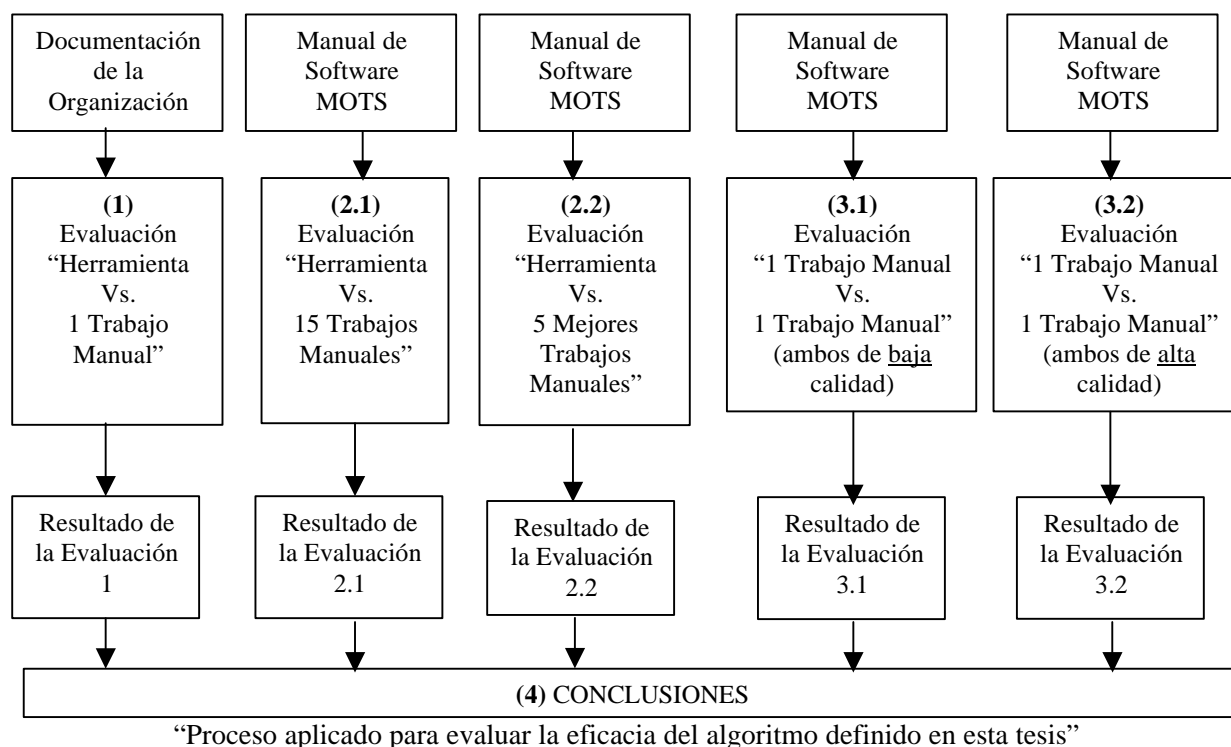 Documentación
de la
Organización
Manual de
Software
MOTS
Manual de
Software
MOTS
Manual de
Software
MOTS
Manual de
Software
MOTS
(1)
Evaluación
“Herramienta
Vs.
1 Trabajo
Manual”
(2.1)
Evaluación
“Herramienta
Vs.
15 Trabajos
Manuales”
(2.2)
Evaluación
“Herramienta
Vs.
5 Mejores
Trabajos
Manuales”
(3.1)
Evaluación
“1 Trabajo Manual
Vs.
1 Trabajo Manual”
(ambos de baja
calidad)
(3.2)
Evaluación
“1 Trabajo Manual
Vs.
1 Trabajo Manual”
(ambos de alta
calidad)
Resultado de
la Evaluación
1
Resultado de
la Evaluación
2.1
Resultado de
la Evaluación
2.2
Resultado de
la Evaluación
3.1
Resultado de
la Evaluación
3.2
(4) CONCLUSIONES
“Proceso aplicado para evaluar la eficacia del algoritmo definido en esta tesis”